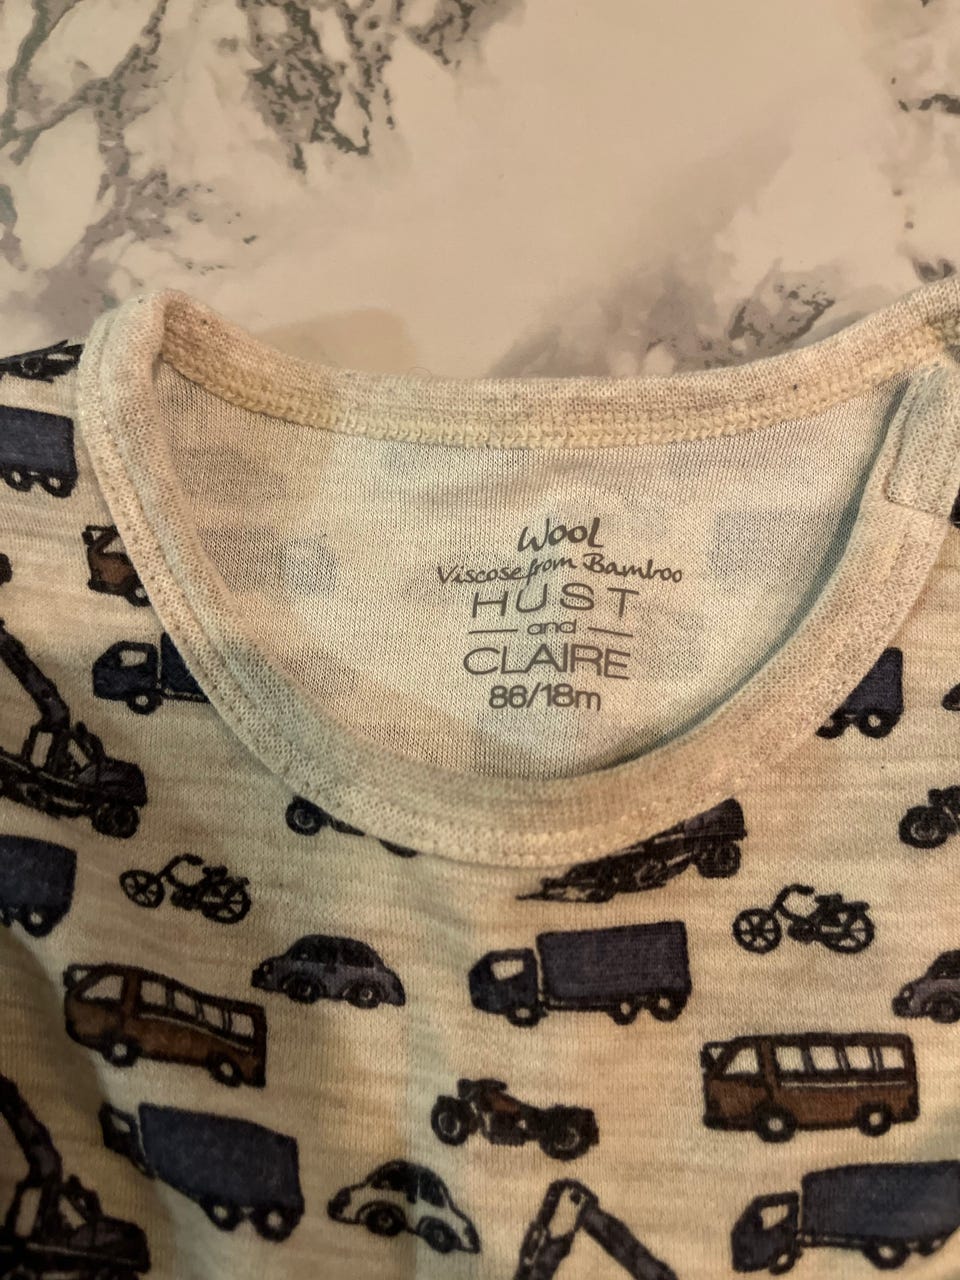 Wool
Viscose from Bamboo
HUST
and
CLAIRE
86/18m